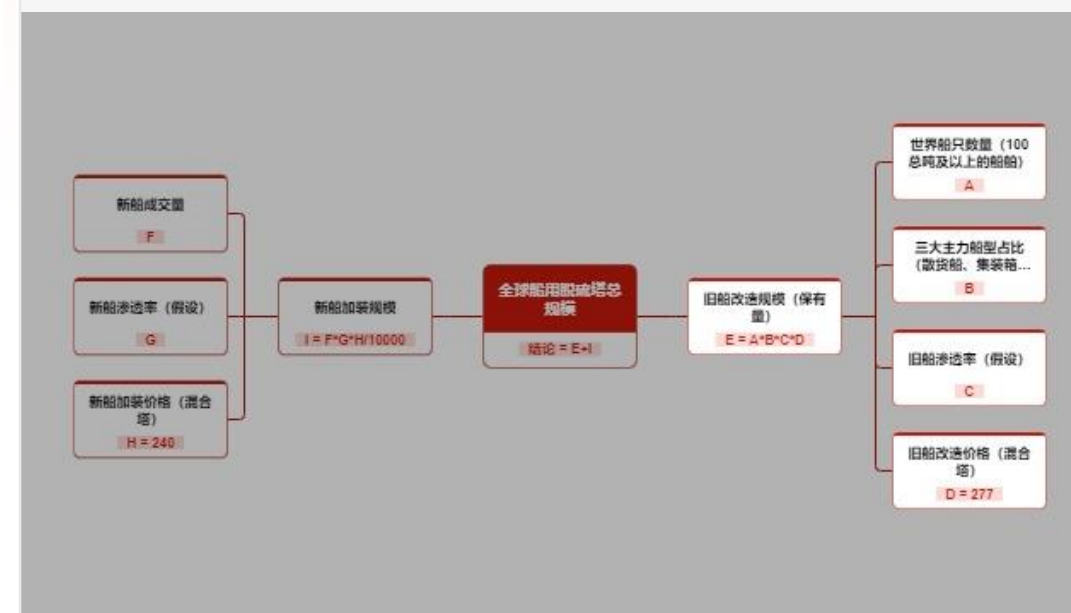 新船成交量
F
新船渗透率（假设）
G
新船加装价格（混合
塔）
H = 240
新船加装规模
I = F*G*H/10000
全球船用脱硫塔总
规模
结论 = E+I
旧船改造规模（保有
量）
E = A*B*C*D
世界船只数量（100
总吨及以上的船舶）
A
三大主力船型占比
（散货船、集装箱...
B
旧船渗透率（假设）
C
旧船改造价格（混合
塔）
D = 277